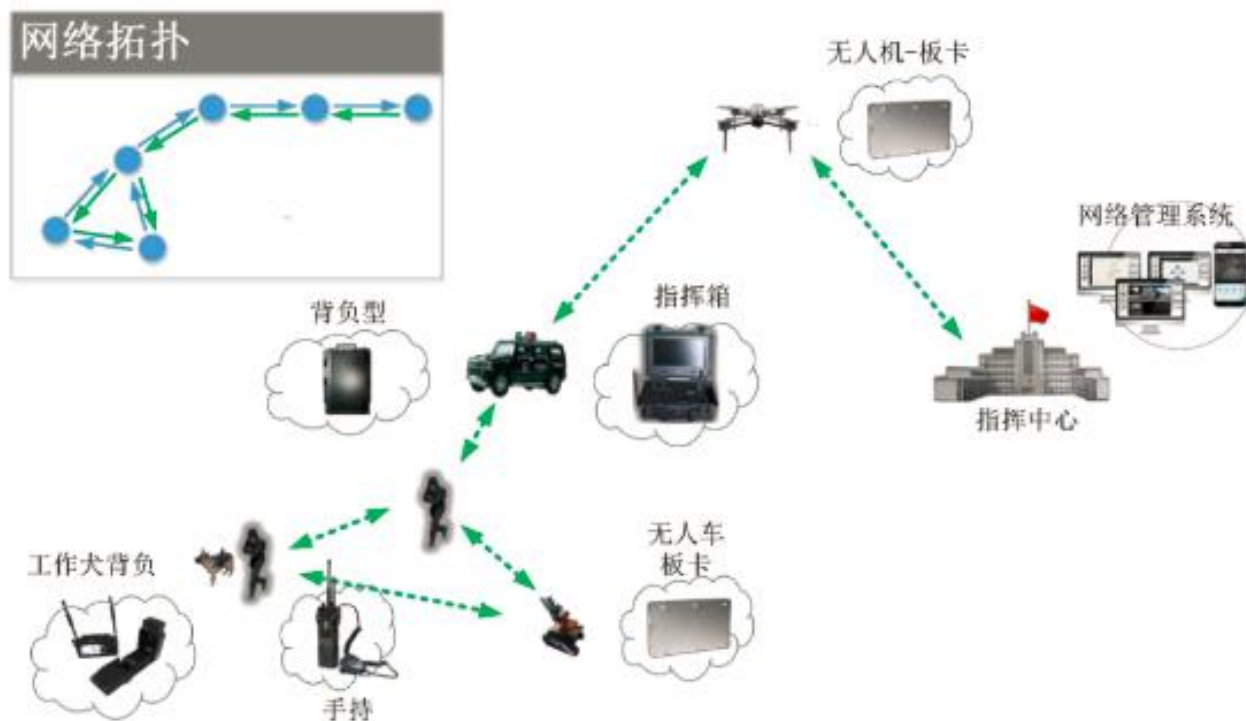 网络拓扑
无人机-板卡
网络管理系统
背负型
指挥箱
指挥中心
工作犬背负
无人车
板卡
手持